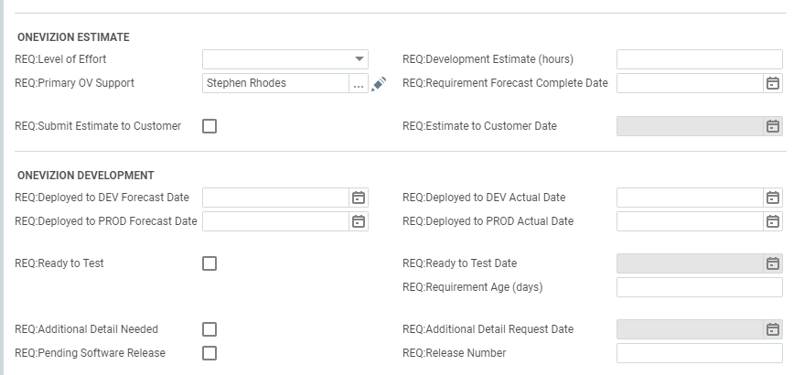 ONEVIZION ESTIMATE
REQ:Level of Effort REQ:Development Estimate (hours)
REQ:Primary OV Support Stephen Rhodes ... REQ:Requirement Forecast Complete Date
REQ:Submit Estimate to Customer REQ:Estimate to Customer Date
ONEVIZION DEVELOPMENT
REQ:Deployed to DEV Forecast Date REQ:Deployed to DEV Actual Date
REQ:Deployed to PROD Forecast Date REQ:Deployed to PROD Actual Date
REQ:Ready to Test REQ:Ready to Test Date
REQ:Requirement Age (days)
REQ:Additional Detail Needed REQ:Additional Detail Request Date
REQ:Pending Software Release REQ:Release Number